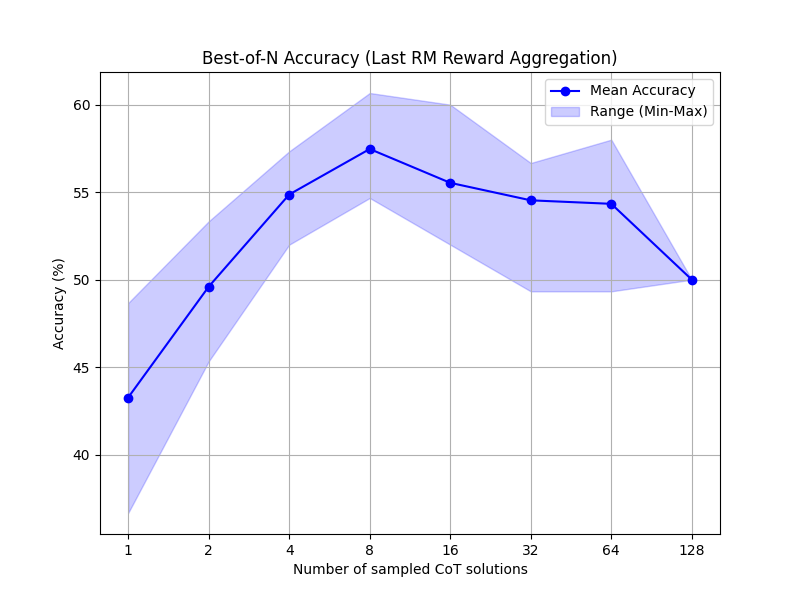 Best-of-N Accuracy (Last RM Reward Aggregation)
Mean Accuracy
Range (Min-Max)
Accuracy (%)
60
55
50
45
40
1 2 4 8 16 32 64 128
Number of sampled CoT solutions